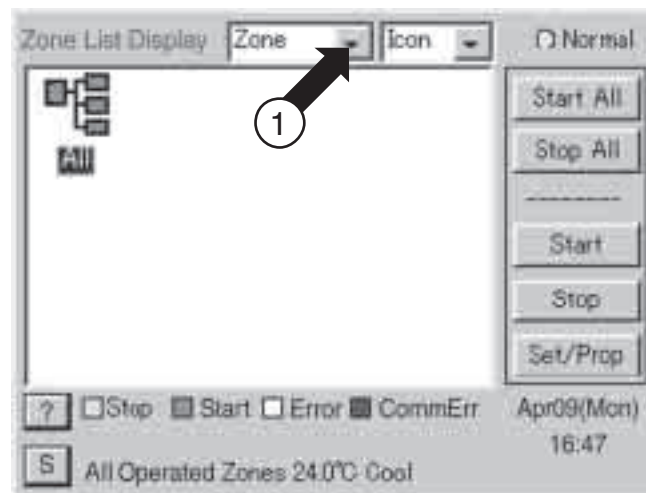 Zone List Display Zone Icon Normal
1
All
Start All
Stop All
--------
Start
Stop
Set/Prop
? Stop Start Error CommErr Apr09(Mon)
16:47
S All Operated Zones 24.0°C Cool